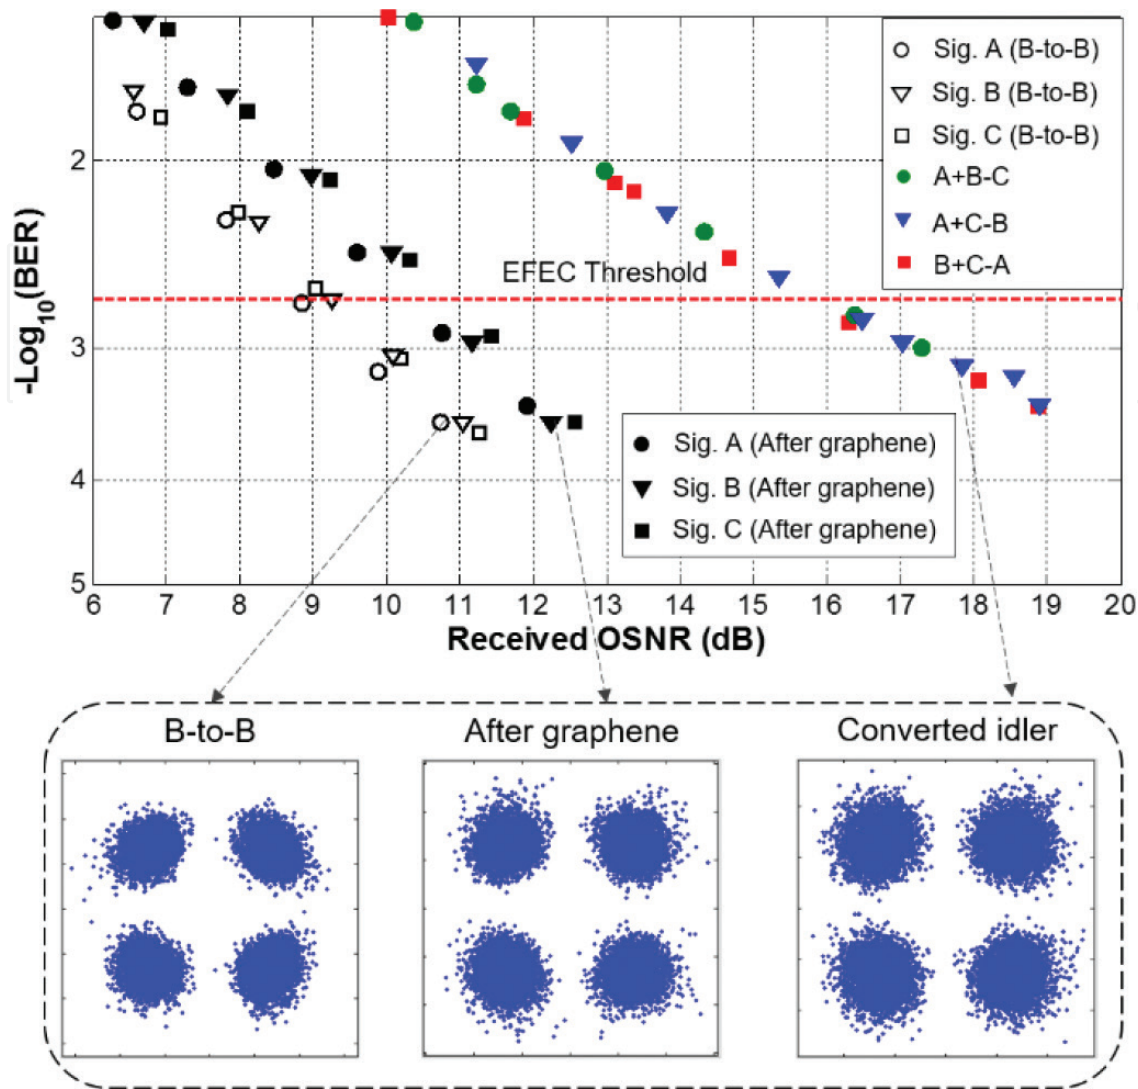 Sig. A (B-to-B)
Sig. B (B-to-B)
Sig. C (B-to-B)
A+B-C
A+C-B
B+C-A
2
3
4
5
-Log10(BER)
EFEC Threshold
Sig. A (After graphene)
Sig. B (After graphene)
Sig. C (After graphene)
6 7 8 9 10 11 12 13 14 15 16 17 18 19 20
Received OSNR (dB)
B-to-B
After graphene
Converted idler